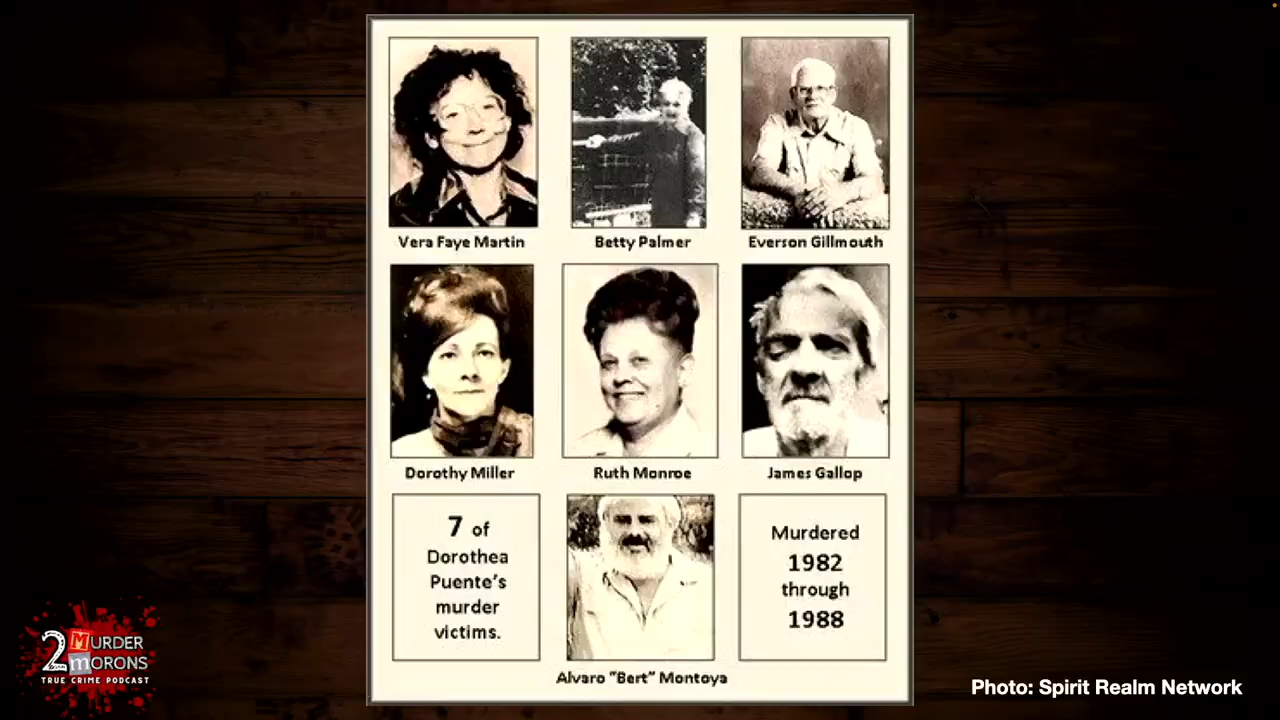 Vera Faye Martin
Betty Palmer
Everson Gillmouth
Dorothy Miller
Ruth Monroe
James Gallop
7 of
Dorothea
Puente's
murder
victims.
Murdered
1982
through
1988
Alvaro "Bert" Montoya
2 MURDER
MORONS
TRUE CRIME PODCAST
Photo: Spirit Realm Network